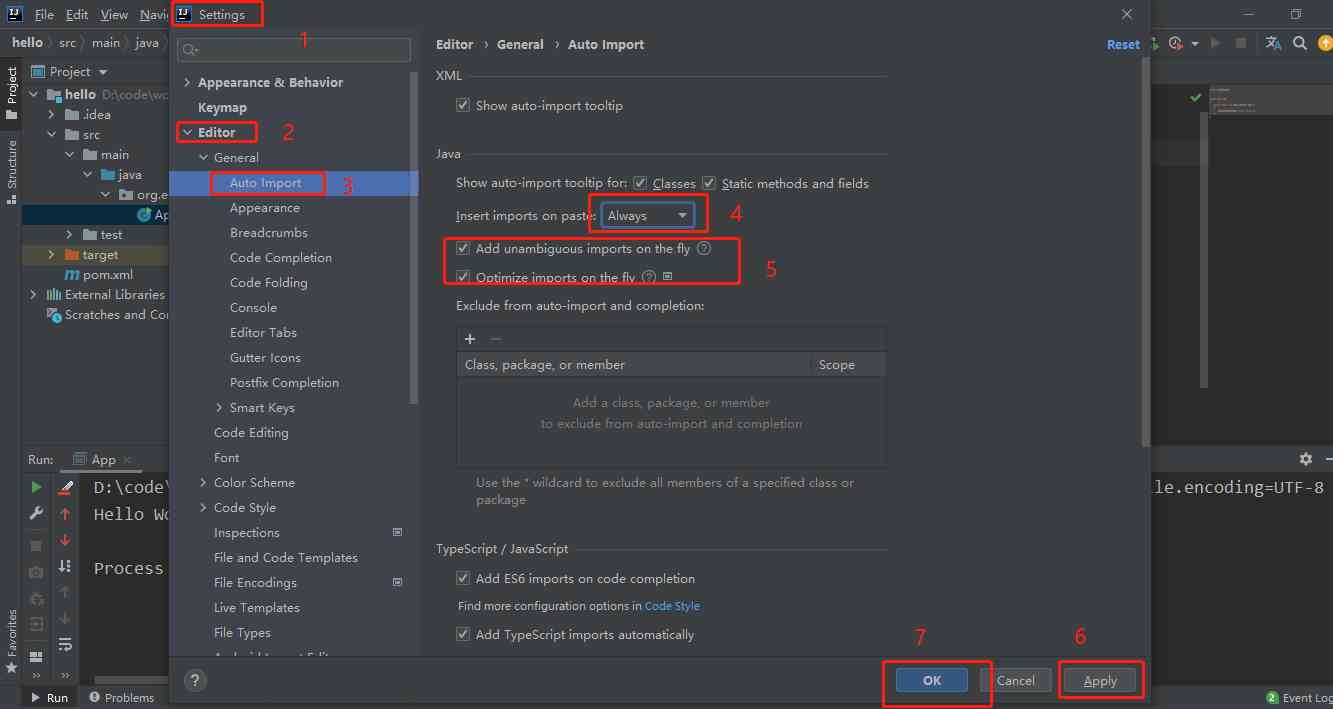 File Edit View Navi
Settings
1
hello src main java
Editor › General › Auto Import
Reset
Project
Project
hello D:\code\wo
.idea
src
main
java
org.e
Ap
test
target
pom.xml
External Libraries
Scratches and Co
Structure
Favorites
Appearance & Behavior
Keymap
Editor 2
General
Auto Import 3
Appearance
Breadcrumbs
Code Completion
Code Folding
Console
Editor Tabs
Gutter Icons
Postfix Completion
Smart Keys
Code Editing
Font
Color Scheme
Code Style
Inspections
File and Code Templates
File Encodings
Live Templates
File Types
XML
Show auto-import tooltip
Java
Show auto-import tooltip for: Classes Static methods and fields
Insert imports on paste: Always 4
Add unambiguous imports on the fly ?
Optimize imports on the fly ? 5
Exclude from auto-import and completion:
+ −
Class, package, or member Scope
Add a class, package, or member
to exclude from auto-import and completion
Use the * wildcard to exclude all members of a specified class or
package
TypeScript / JavaScript
Add ES6 imports on code completion
Find more configuration options in Code Style
Add TypeScript imports automatically
7 6
? OK Cancel Apply
Run: App ×
D:\code\
le.encoding=UTF-8
Hello Wo
Process
»
»
Run Problems
2 Event Log